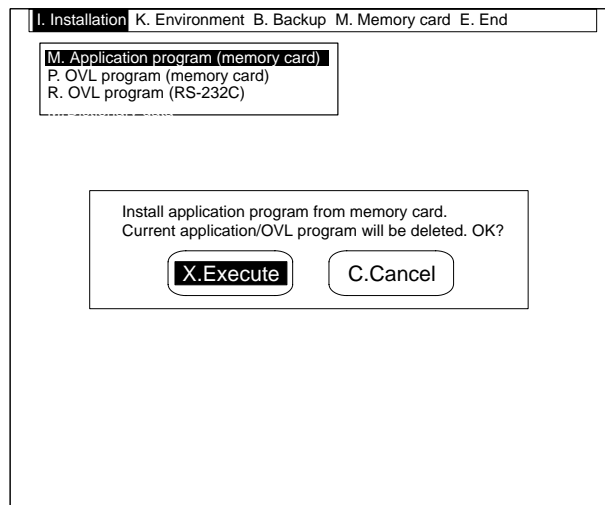 I. Installation K. Environment B. Backup M. Memory card E. End
M. Application program (memory card)
P. OVL program (memory card)
R. OVL program (RS-232C)
Install application program from memory card.
Current application/OVL program will be deleted. OK?
X.Execute C.Cancel